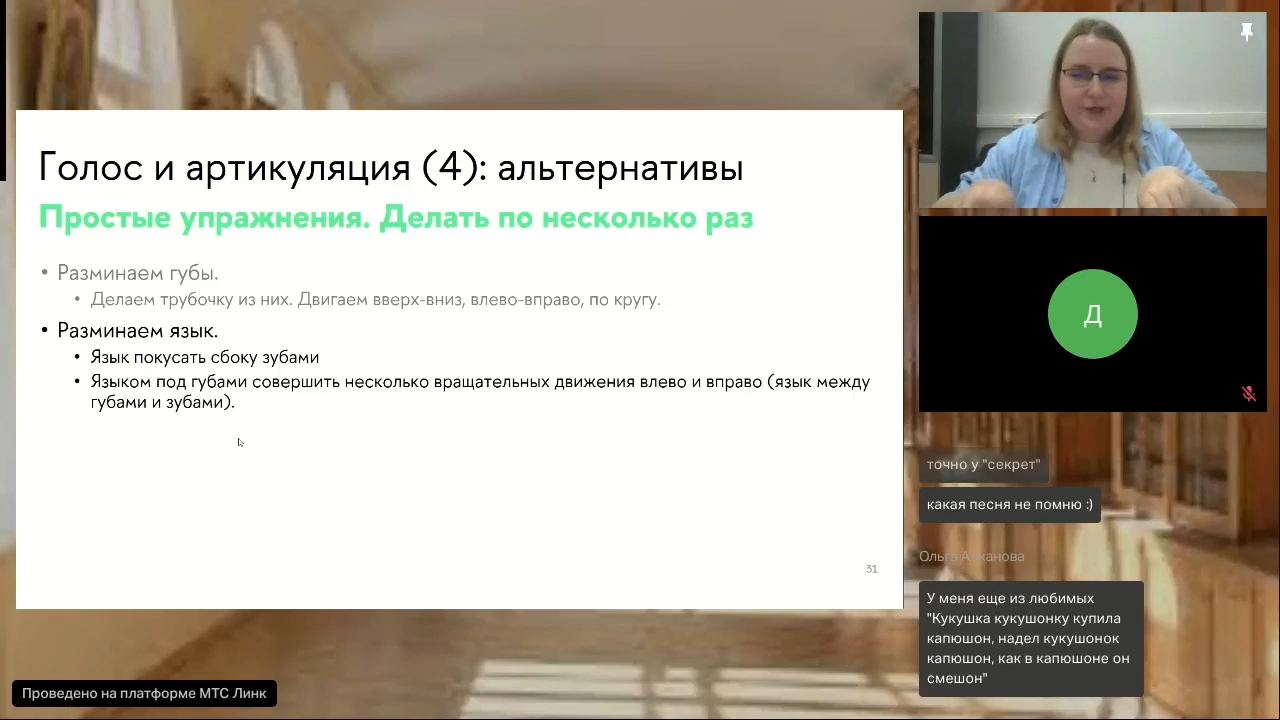 Голос и артикуляция (4): альтернативы
Простые упражнения. Делать по несколько раз
• Разминаем губы.
• Делаем трубочку из них. Двигаем вверх-вниз, влево-вправо, по кругу.
• Разминаем язык.
• Язык покусать сбоку зубами
• Языком под губами совершить несколько вращательных движения влево и вправо (язык между
губами и зубами).
31
Д
точно у "секрет"
какая песня не помню :)
Ольга
У меня еще из любимых
"Кукушка кукушонку купила
капюшон, надел кукушонок
капюшон, как в капюшоне он
смешон"
Проведено на платформе МТС Линк